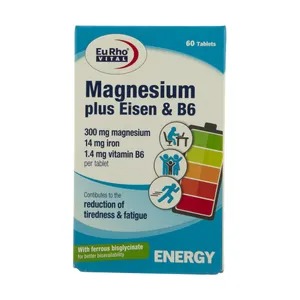 60 Tablets
EuRho
VITAL
Magnesium
plus Eisen & B6
300 mg magnesium
14 mg iron
1.4 mg vitamin B6
per tablet
Contributes to the
reduction of
tiredness & fatigue
With ferrous bisglycinate
for better bioavailability
ENERGY